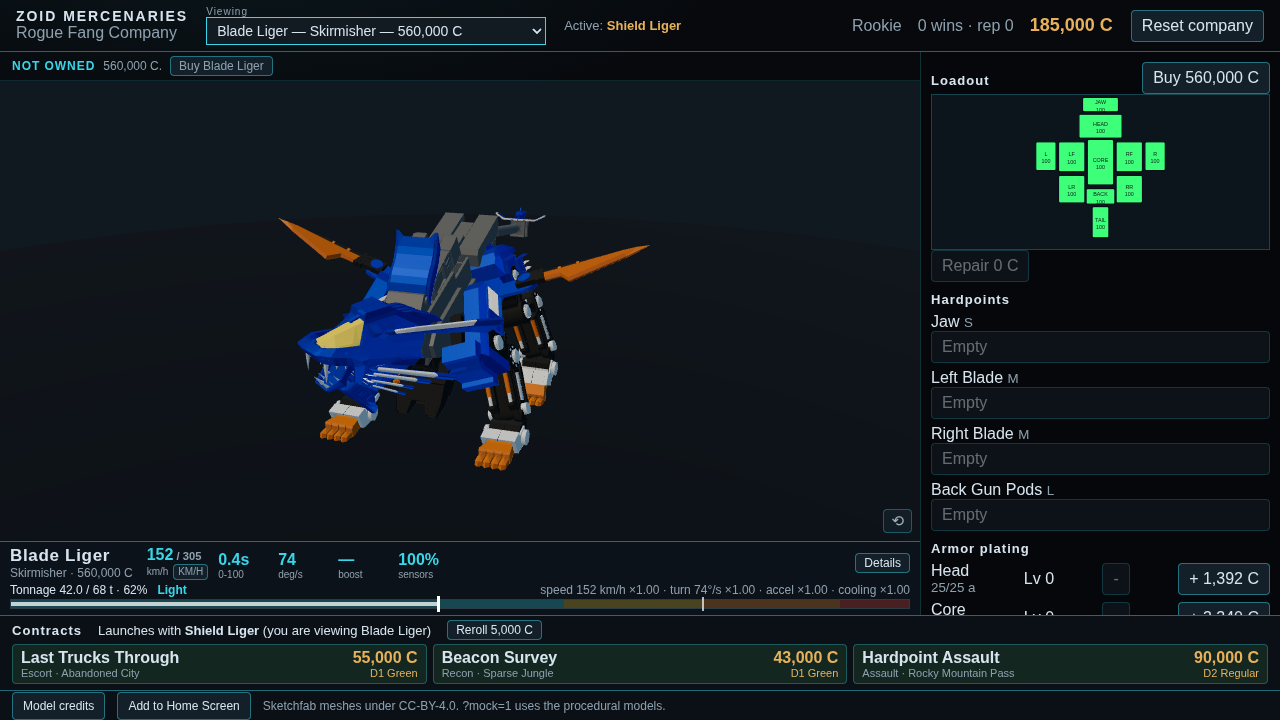 ZOID MERCENARIES
Rogue Fang Company
Viewing
Blade Liger — Skirmisher — 560,000 C
Active: Shield Liger
Rookie 0 wins · rep 0 185,000 C
Reset company
NOT OWNED 560,000 C. Buy Blade Liger
Loadout
Buy 560,000 C
JAW
100
HEAD
100
L
100
LF
100
CORE
100
RF
100
R
100
LR
100
BACK
100
RR
100
TAIL
100
Repair 0 C
Hardpoints
Jaw S
Empty
Left Blade M
Empty
Right Blade M
Empty
Back Gun Pods L
Empty
Armor plating
Head
25/25 a
Lv 0
-
+ 1,392 C
Core
⟲
Blade Liger
Skirmisher · 560,000 C
152 / 305
km/h KM/H
0.4s
0-100
74
deg/s
—
boost
100%
sensors
Details
Tonnage 42.0 / 68 t · 62% Light
speed 152 km/h ×1.00 · turn 74°/s ×1.00 · accel ×1.00 · cooling ×1.00
Contracts Launches with Shield Liger (you are viewing Blade Liger) Reroll 5,000 C
Last Trucks Through 55,000 C
Escort · Abandoned City D1 Green
Beacon Survey 43,000 C
Recon · Sparse Jungle D1 Green
Hardpoint Assault 90,000 C
Assault · Rocky Mountain Pass D2 Regular
Model credits Add to Home Screen Sketchfab meshes under CC-BY-4.0. ?mock=1 uses the procedural models.